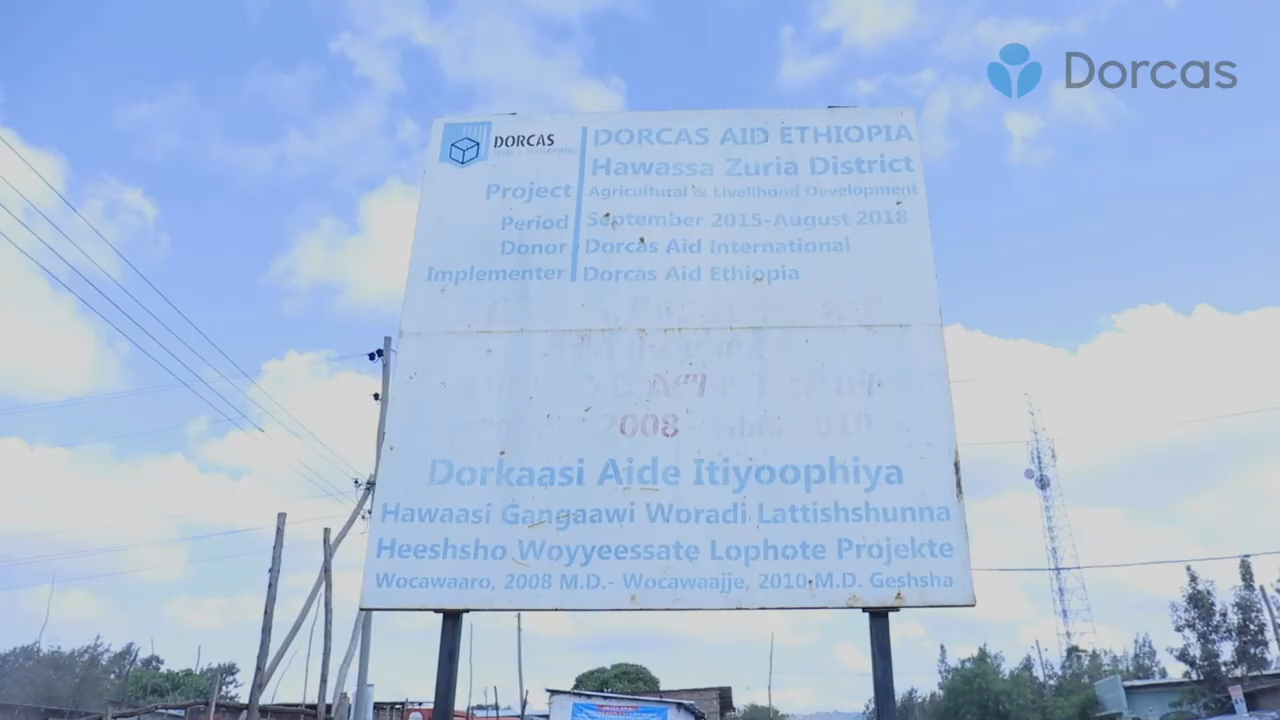 Dorcas
DORCAS
DORCAS AID ETHIOPIA
Hawassa Zuria District
Project Agricultural & Livelihood Development
Period September 2015-August 2018
Donor Dorcas Aid International
Implementer Dorcas Aid Ethiopia
ልማ
2008 2010
Dorkaasi Aide Itiyoophiya
Hawaasi Gangaawi Woradi Lattishshunna
Heeshsho Woyyeessate Lophote Projekte
Wocawaaro, 2008 M.D.- Wocawaajje, 2010 M.D. Geshsha